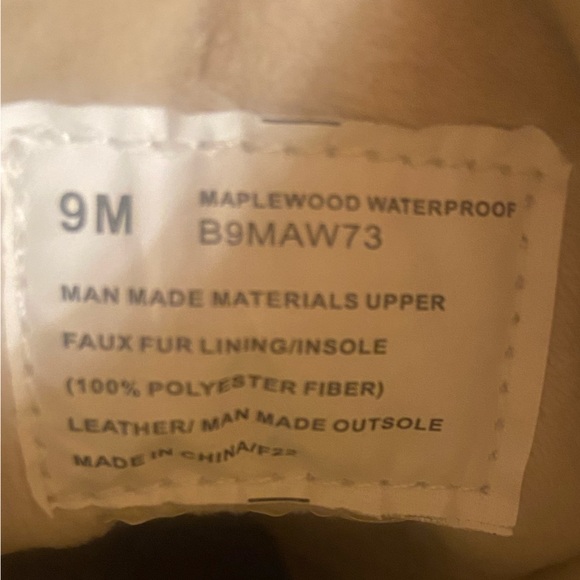 9M
MAPLEWOOD WATERPROOF
B9MAW73
MAN MADE MATERIALS UPPER
FAUX FUR LINING/INSOLE
(100% POLYESTER FIBER)
LEATHER/ MAN MADE OUTSOLE
MADE IN CHINA/F22